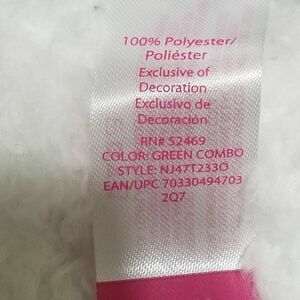 100% Polyester/
Poliéster
Exclusive of
Decoration
Exclusivo de
Decoración
RN# 52469
COLOR: GREEN COMBO
STYLE: NJ47T233O
EAN/UPC 70330494703
2Q7